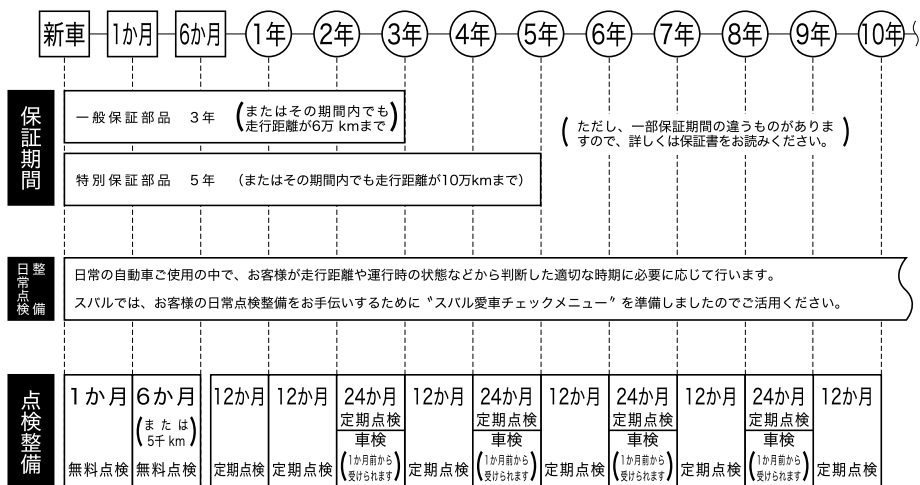 新車 1か月 6か月 1年 2年 3年 4年 5年 6年 7年 8年 9年 10年
保証期間
一般保証部品 3年 (またはその期間内でも
走行距離が6万kmまで)
(ただし、一部保証期間の違うものがありま
すので、詳しくは保証書をお読みください。)
特別保証部品 5年 (またはその期間内でも走行距離が10万kmまで)
日常点検
整備
日常の自動車ご使用の中で、お客様が走行距離や運行時の状態などから判断した適切な時期に必要に応じて行います。
スバルでは、お客様の日常点検整備をお手伝いするために〝スバル愛車チェックメニュー〞を準備しましたのでご活用ください。
点検整備
1か月
無料点検
6か月
(または
5千km)
無料点検
12か月
定期点検
12か月
定期点検
24か月
定期点検
車検
(1か月前から
受けられます)
12か月
定期点検
24か月
定期点検
車検
(1か月前から
受けられます)
12か月
定期点検
24か月
定期点検
車検
(1か月前から
受けられます)
12か月
定期点検
24か月
定期点検
車検
(1か月前から
受けられます)
12か月
定期点検